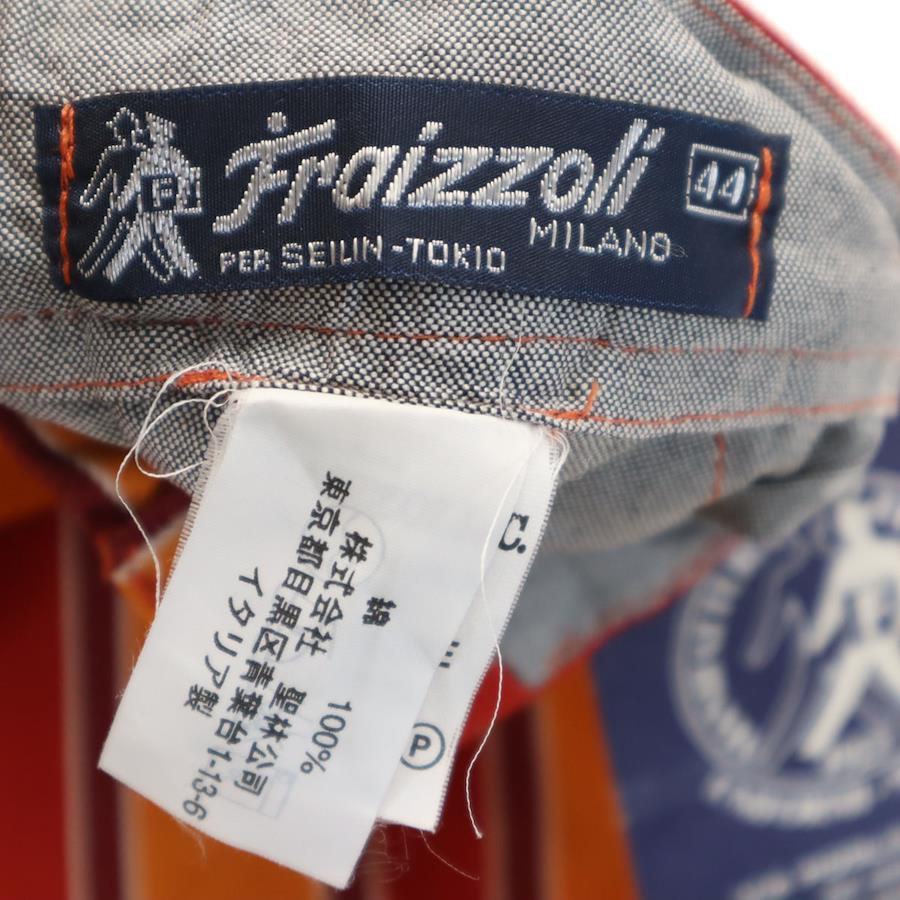 Fraizzoli
44
MILANO
PER SEILIN-TOKIO
綿 100%
株式会社 聖林公司
東京都目黒区青葉台1-13-6
イタリア製
P